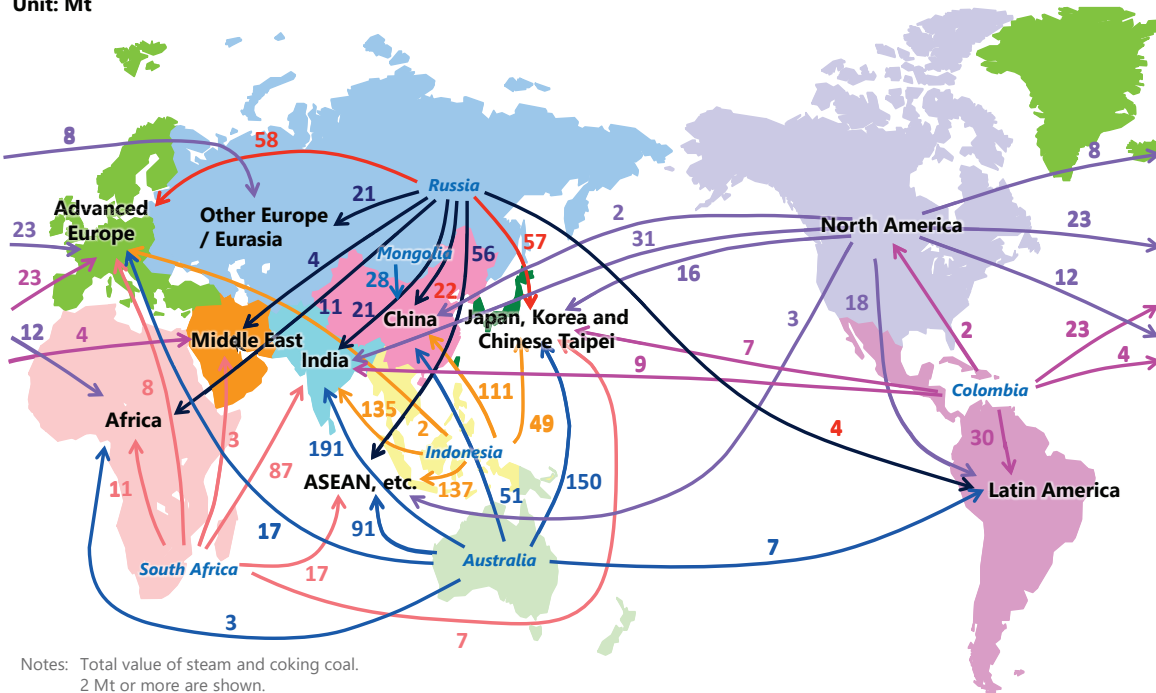 Unit: Mt
8
58
Russia
21
Advanced
Europe
Other Europe
/ Eurasia
23
Mongolia
4
56
57
28
23
11
21
22
China
Japan, Korea and
Chinese Taipei
12
4
Middle East
India
8
Africa
135
111
2
49
3
191
Indonesia
87
ASEAN, etc.
137
11
51
150
17
91
Australia
South Africa
17
3
7
2
31
16
North America
8
23
12
18
3
2
23
7
9
Colombia
4
4
30
Latin America
7
Notes: Total value of steam and coking coal.
2 Mt or more are shown.